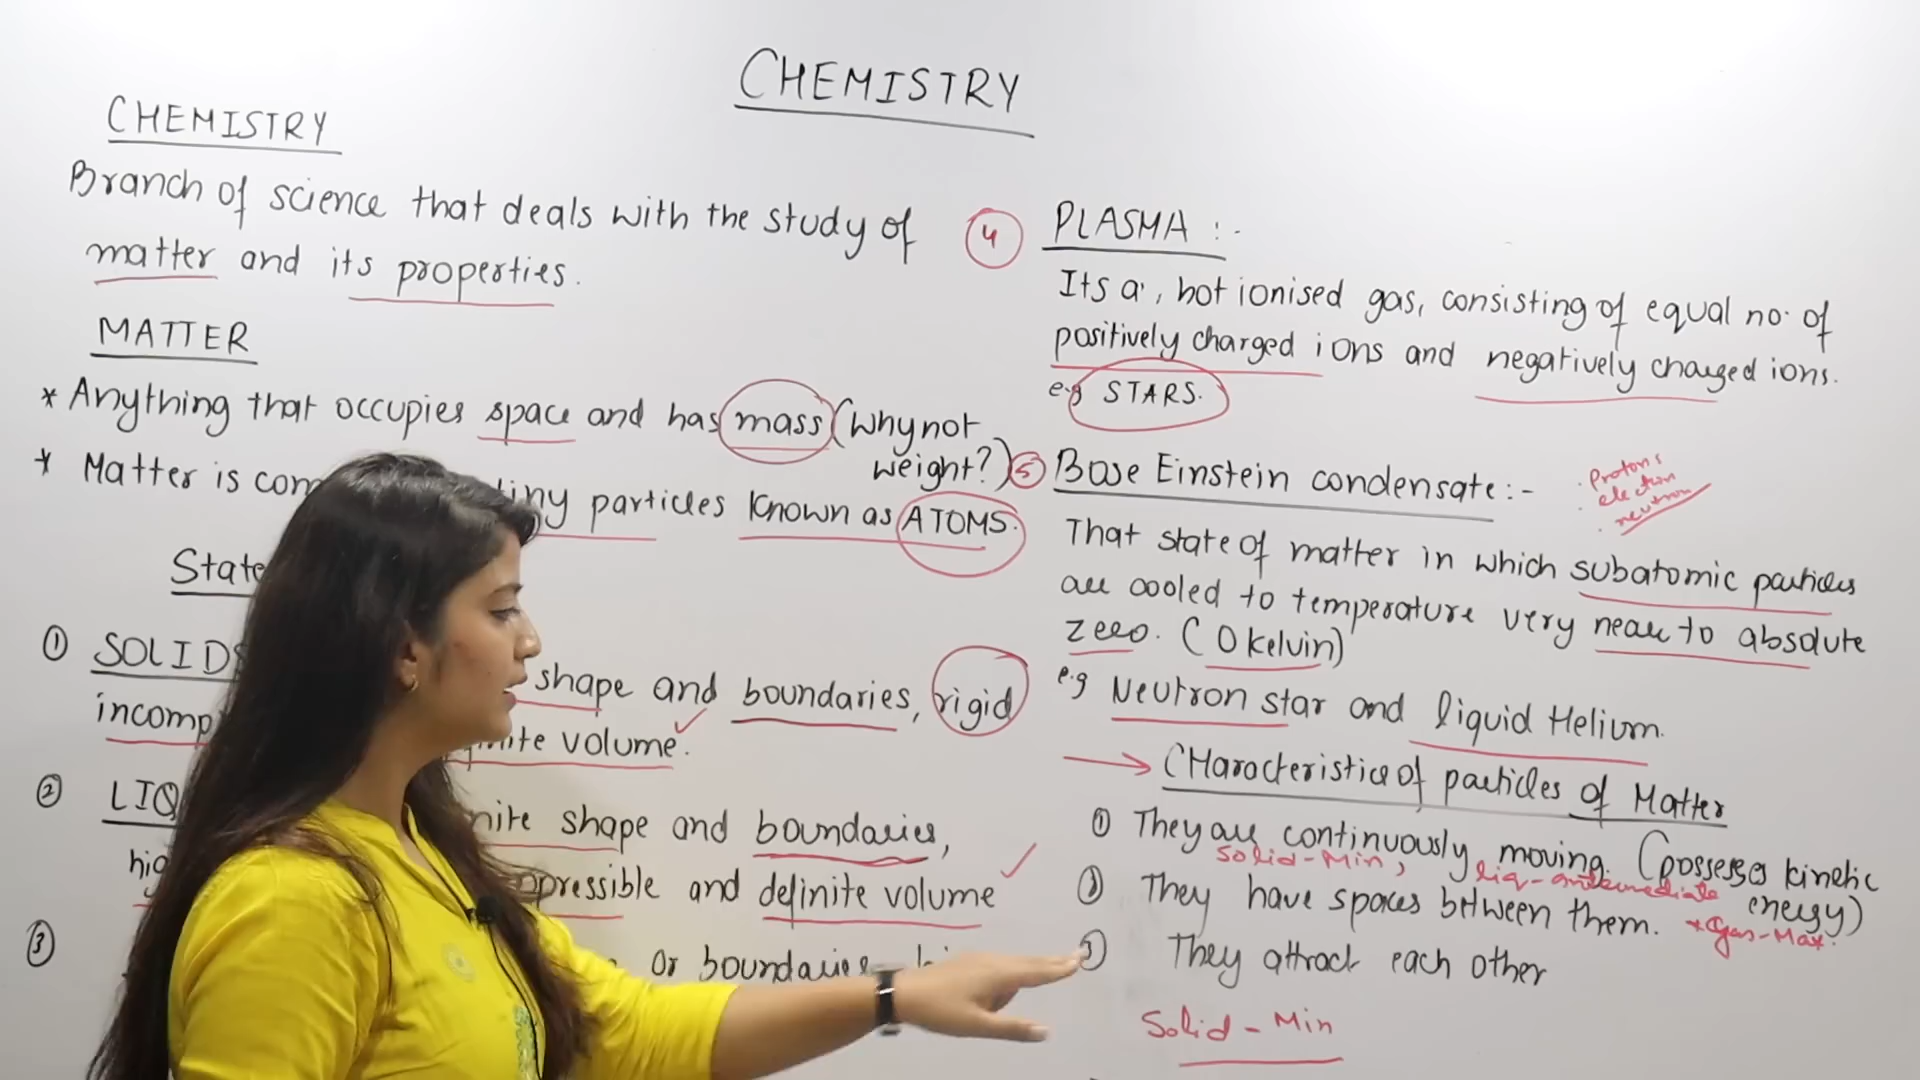 CHEMISTRY
CHEMISTRY
Branch of science that deals with the study of
matter and its properties.
MATTER
* Anything that occupies space and has mass (Why not
weight?)
* Matter is com tiny particles known as ATOMS.
State
① SOLIDS shape and boundaries, rigid
incomp nite volume.
② LIQ nite shape and boundaries,
hig mpressible and definite volume
③ or boundaries
④ PLASMA :-
Its a, hot ionised gas, consisting of equal no. of
positively charged ions and negatively charged ions.
e.g STARS.
⑤ Bose Einstein condensate:-
Protons
electron
neutron
That state of matter in which subatomic particles
are cooled to temperature very near to absolute
zero. (0 kelvin)
e.g Neutron star and liquid Helium.
→ CHaracteristics of particles of Matter
① They are continuously moving. (possesses kinetic
energy)
Solid-Min, liq-intermediate
* Gas-Max.
② They have spaces between them.
③ They attract each other
Solid - Min